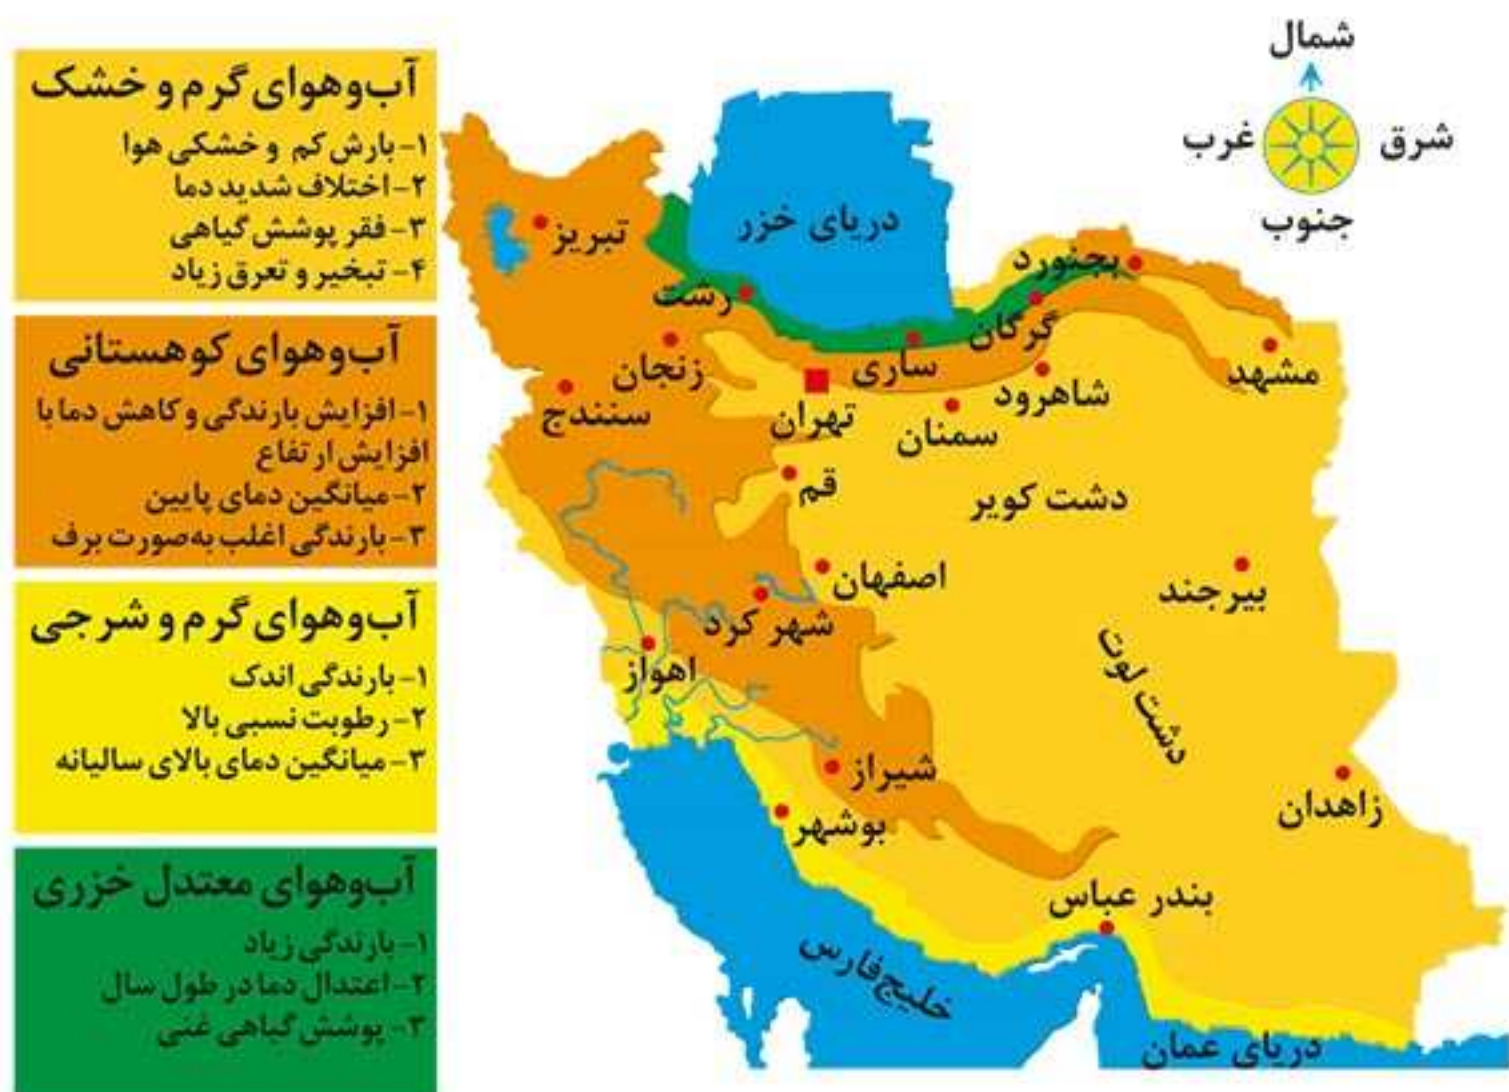 آب‌وهوای گرم و خشک
۱- بارش کم و خشکی هوا
۲- اختلاف شدید دما
۳- فقر پوشش گیاهی
۴- تبخیر و تعرق زیاد
آب‌وهوای کوهستانی
۱- افزایش بارندگی و کاهش دما با
افزایش ارتفاع
۲- میانگین دمای پایین
۳- بارندگی اغلب به‌صورت برف
آب‌وهوای گرم و شرجی
۱- بارندگی اندک
۲- رطوبت نسبی بالا
۳- میانگین دمای بالای سالیانه
آب‌وهوای معتدل خزری
۱- بارندگی زیاد
۲- اعتدال دما در طول سال
۳- پوشش گیاهی غنی
شمال
شرق
غرب
جنوب
دریای خزر
تبریز
بجنورد
رشت
گرگان
ساری
زنجان
مشهد
شاهرود
سنندج
تهران
سمنان
قم
دشت کویر
اصفهان
بیرجند
شهر کرد
اهواز
دشت لوت
شیراز
زاهدان
بوشهر
بندر عباس
خلیج‌فارس
دریای عمان